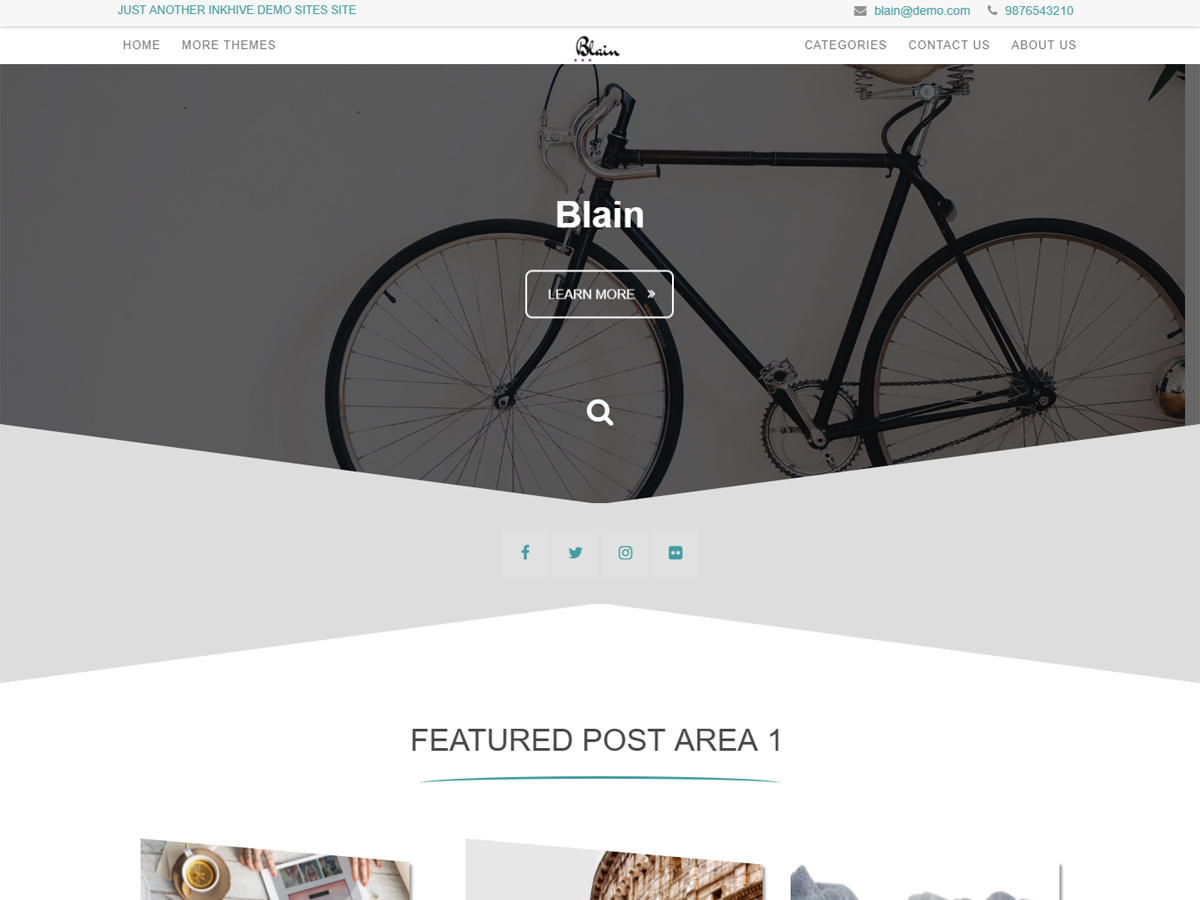 JUST ANOTHER INKHIVE DEMO SITES SITE
blain@demo.com 9876543210
HOME MORE THEMES Blain CATEGORIES CONTACT US ABOUT US
Blain
LEARN MORE »
FEATURED POST AREA 1